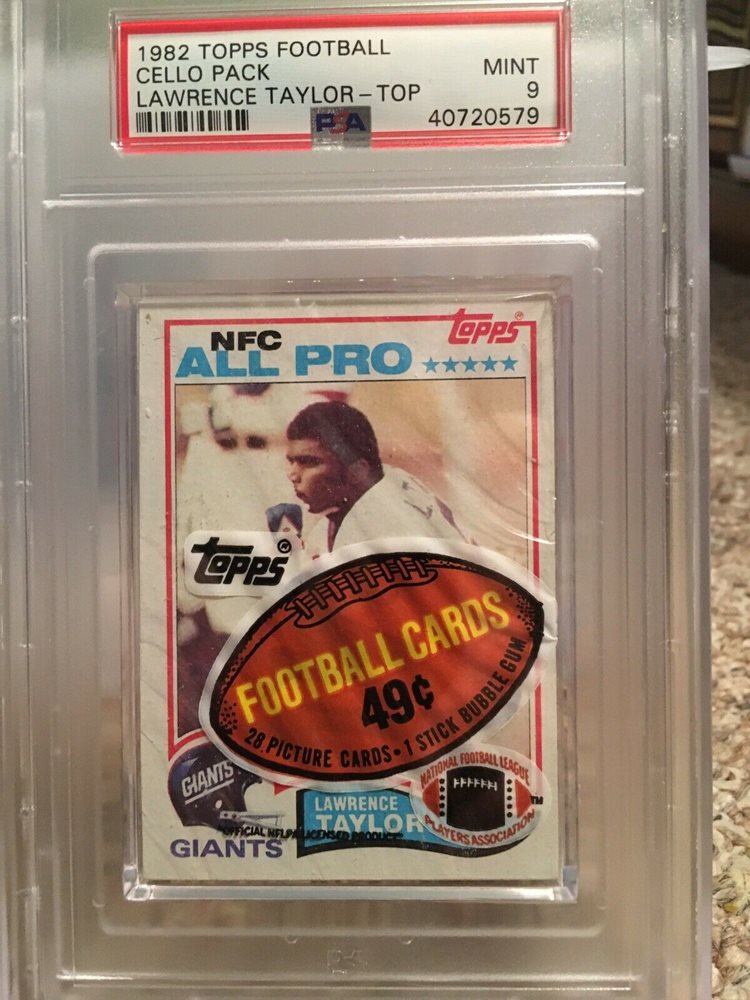 1982 TOPPS FOOTBALL
CELLO PACK
MINT
LAWRENCE TAYLOR – TOP
9
PSA
40720579
topps®
NFC
ALL PRO
topps®
FOOTBALL CARDS
49¢
28 PICTURE CARDS • 1 STICK BUBBLE GUM
GIANTS
NATIONAL FOOTBALL LEAGUE
PLAYERS ASSOCIATION
TM
LAWRENCE
TAYLOR
"OFFICIAL NFLPA LICENSED PRODUCT"
GIANTS